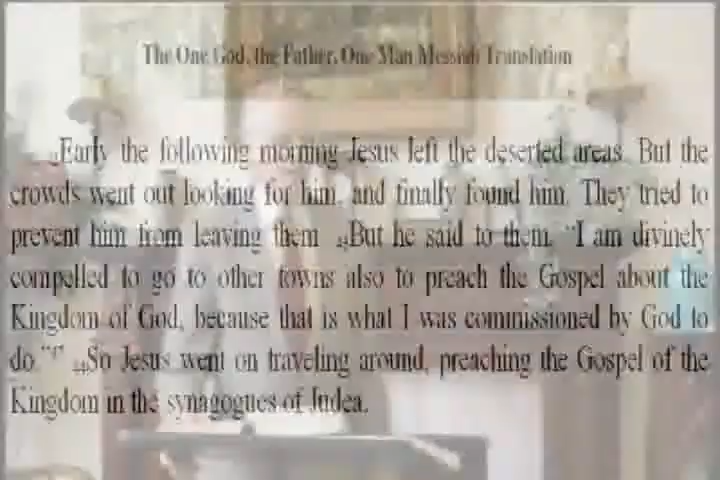 The One God, the Father, One Man Messiah Translation
Early the following morning Jesus left the deserted areas. But the
crowds went out looking for him, and finally found him. They tried to
prevent him from leaving them. But he said to them, "I am divinely
compelled to go to other towns also to preach the Gospel about the
Kingdom of God, because that is what I was commissioned by God to
do." So Jesus went on traveling around, preaching the Gospel of the
Kingdom in the synagogues of Judea.